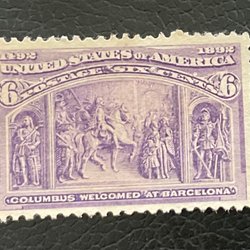 1492 1892
UNITED STATES OF AMERICA
POSTAGE SIX CENTS
6 6
COLUMBUS WELCOMED AT BARCELONA